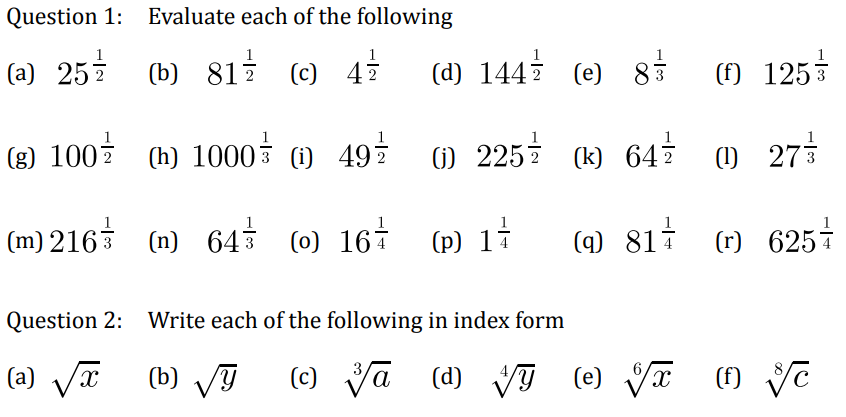 Question 1: Evaluate each of the following
(a) 25^{1/2} (b) 81^{1/2} (c) 4^{1/2} (d) 144^{1/2} (e) 8^{1/3} (f) 125^{1/3}
(g) 100^{1/2} (h) 1000^{1/3} (i) 49^{1/2} (j) 225^{1/2} (k) 64^{1/2} (l) 27^{1/3}
(m) 216^{1/3} (n) 64^{1/3} (o) 16^{1/4} (p) 1^{1/4} (q) 81^{1/4} (r) 625^{1/4}
Question 2: Write each of the following in index form
(a) √x (b) √y (c) ∛a (d) ∜y (e) ⁶√x (f) ⁸√c